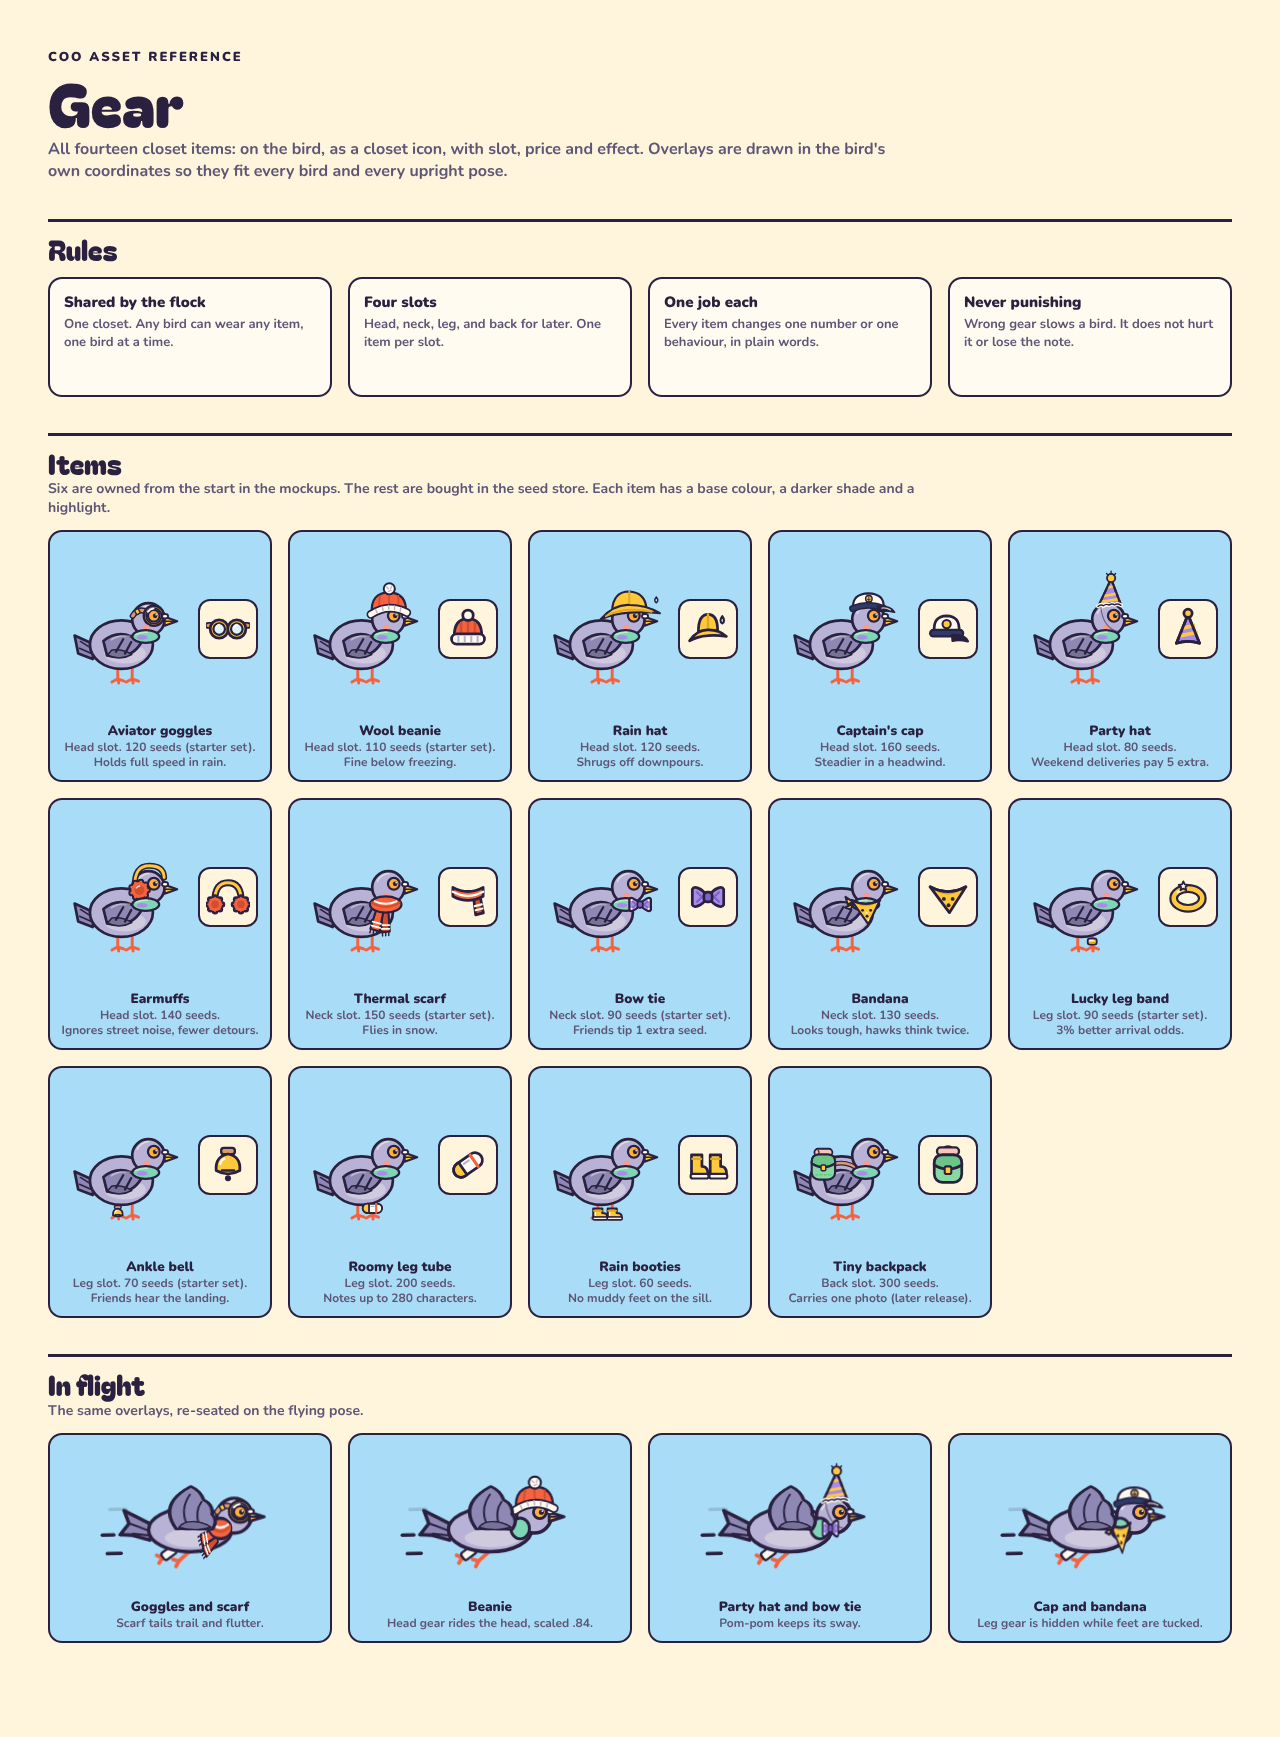 COO ASSET REFERENCE
Gear
All fourteen closet items: on the bird, as a closet icon, with slot, price and effect. Overlays are drawn in the bird's
own coordinates so they fit every bird and every upright pose.
Rules
Shared by the flock
One closet. Any bird can wear any item,
one bird at a time.
Four slots
Head, neck, leg, and back for later. One
item per slot.
One job each
Every item changes one number or one
behaviour, in plain words.
Never punishing
Wrong gear slows a bird. It does not hurt
it or lose the note.
Items
Six are owned from the start in the mockups. The rest are bought in the seed store. Each item has a base colour, a darker shade and a
highlight.
Aviator goggles
Head slot. 120 seeds (starter set).
Holds full speed in rain.
Wool beanie
Head slot. 110 seeds (starter set).
Fine below freezing.
Rain hat
Head slot. 120 seeds.
Shrugs off downpours.
Captain's cap
Head slot. 160 seeds.
Steadier in a headwind.
Party hat
Head slot. 80 seeds.
Weekend deliveries pay 5 extra.
Earmuffs
Head slot. 140 seeds.
Ignores street noise, fewer detours.
Thermal scarf
Neck slot. 150 seeds (starter set).
Flies in snow.
Bow tie
Neck slot. 90 seeds (starter set).
Friends tip 1 extra seed.
Bandana
Neck slot. 130 seeds.
Looks tough, hawks think twice.
Lucky leg band
Leg slot. 90 seeds (starter set).
3% better arrival odds.
Ankle bell
Leg slot. 70 seeds (starter set).
Friends hear the landing.
Roomy leg tube
Leg slot. 200 seeds.
Notes up to 280 characters.
Rain booties
Leg slot. 60 seeds.
No muddy feet on the sill.
Tiny backpack
Back slot. 300 seeds.
Carries one photo (later release).
In flight
The same overlays, re-seated on the flying pose.
Goggles and scarf
Scarf tails trail and flutter.
Beanie
Head gear rides the head, scaled .84.
Party hat and bow tie
Pom-pom keeps its sway.
Cap and bandana
Leg gear is hidden while feet are tucked.